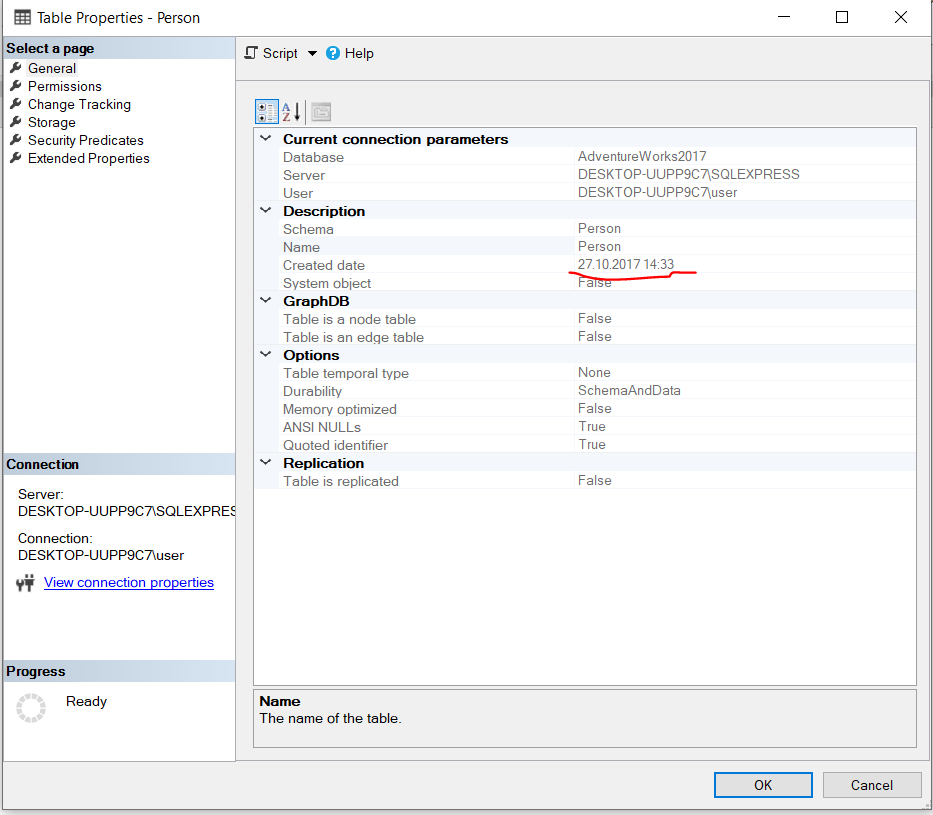 Table Properties - Person
Select a page
General
Permissions
Change Tracking
Storage
Security Predicates
Extended Properties
Connection
Server:
DESKTOP-UUPP9C7\SQLEXPRES
Connection:
DESKTOP-UUPP9C7\user
View connection properties
Progress
Ready
Script Help
A
Z
Current connection parameters
Database AdventureWorks2017
Server DESKTOP-UUPP9C7\SQLEXPRESS
User DESKTOP-UUPP9C7\user
Description
Schema Person
Name Person
Created date 27.10.2017 14:33
System object False
GraphDB
Table is a node table False
Table is an edge table False
Options
Table temporal type None
Durability SchemaAndData
Memory optimized False
ANSI NULLs True
Quoted identifier True
Replication
Table is replicated False
Name
The name of the table.
OK Cancel